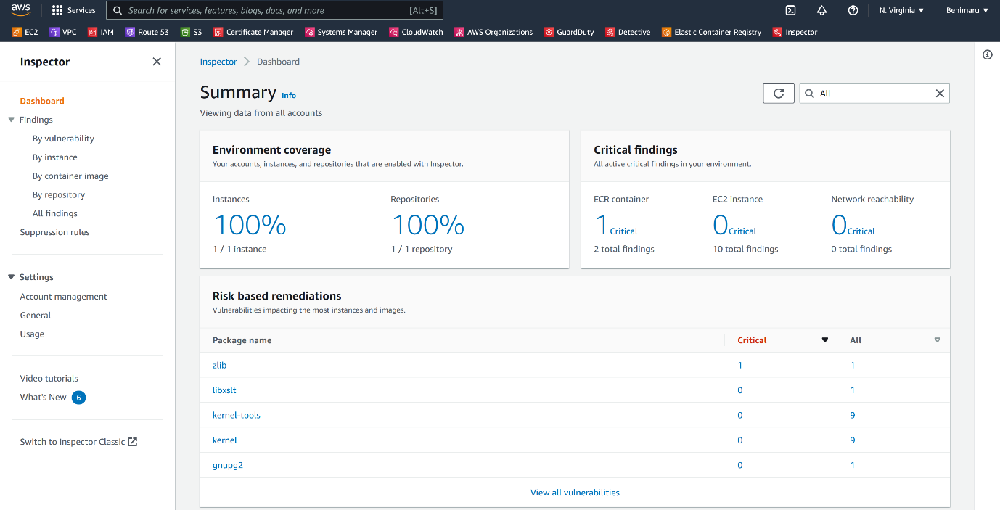 aws Services Search for services, features, blogs, docs, and more [Alt+S] N. Virginia Benimaru
EC2 VPC IAM Route 53 S3 Certificate Manager Systems Manager CloudWatch AWS Organizations GuardDuty Detective Elastic Container Registry Inspector
Inspector
Dashboard
Findings
By vulnerability
By instance
By container image
By repository
All findings
Suppression rules
Settings
Account management
General
Usage
Video tutorials
What's New 6
Switch to Inspector Classic
Inspector Dashboard
Summary Info
All
Viewing data from all accounts
Environment coverage
Your accounts, instances, and repositories that are enabled with Inspector.
Instances Repositories
100% 100%
1 / 1 instance 1 / 1 repository
Critical findings
All active critical findings in your environment.
ECR container EC2 instance Network reachability
1 Critical 0 Critical 0 Critical
2 total findings 10 total findings 0 total findings
Risk based remediations
Vulnerabilities impacting the most instances and images.
Package name Critical All
zlib 1 1
libxslt 0 1
kernel-tools 0 9
kernel 0 9
gnupg2 0 1
View all vulnerabilities